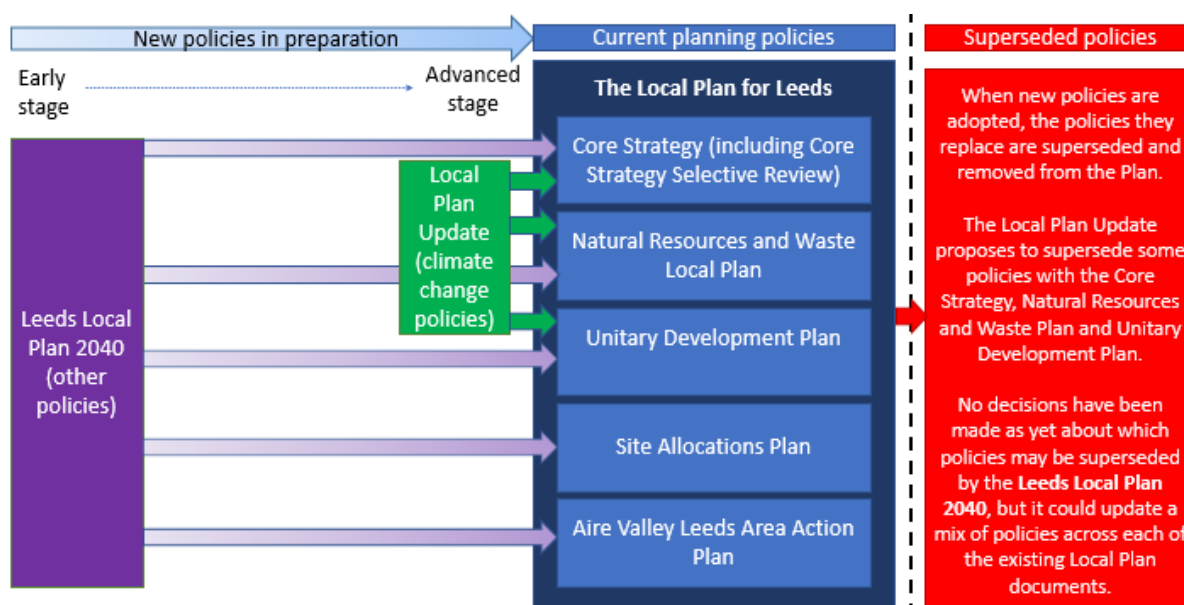 New policies in preparation
Current planning policies
Superseded policies
Early
stage
Advanced
stage
The Local Plan for Leeds
Leeds Local
Plan 2040
(other
policies)
Local
Plan
Update
(climate
change
policies)
Core Strategy (including Core
Strategy Selective Review)
Natural Resources and Waste
Local Plan
Unitary Development Plan
Site Allocations Plan
Aire Valley Leeds Area Action
Plan
When new policies are
adopted, the policies they
replace are superseded and
removed from the Plan.
The Local Plan Update
proposes to supersede some
policies with the Core
Strategy, Natural Resources
and Waste Plan and Unitary
Development Plan.
No decisions have been
made as yet about which
policies may be superseded
by the Leeds Local Plan
2040, but it could update a
mix of policies across each of
the existing Local Plan
documents.